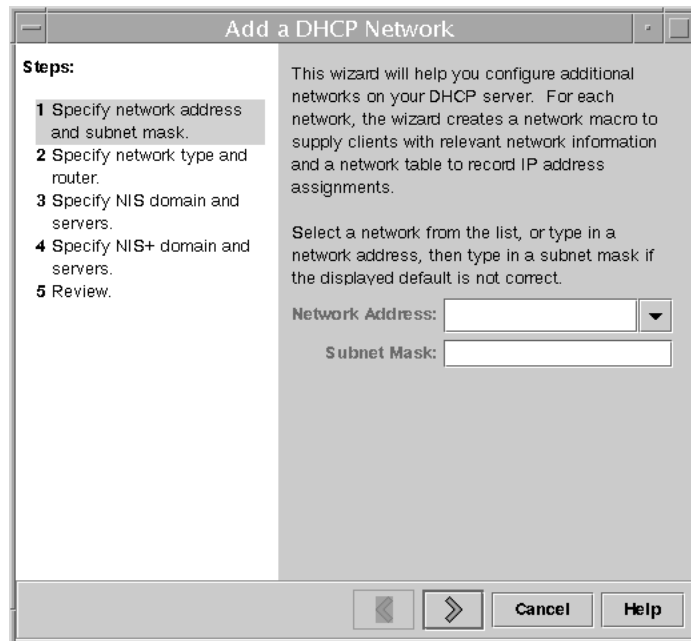 Add a DHCP Network
Steps:
1 Specify network address
and subnet mask.
2 Specify network type and
router.
3 Specify NIS domain and
servers.
4 Specify NIS+ domain and
servers.
5 Review.
This wizard will help you configure additional
networks on your DHCP server.  For each
network, the wizard creates a network macro to
supply clients with relevant network information
and a network table to record IP address
assignments.
Select a network from the list, or type in a
network address, then type in a subnet mask if
the displayed default is not correct.
Network Address:
Subnet Mask:
Cancel
Help